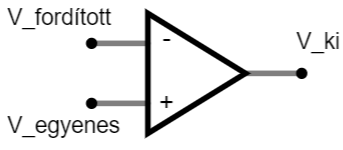 V_fordított
-
V_ki
+
V_egyenes